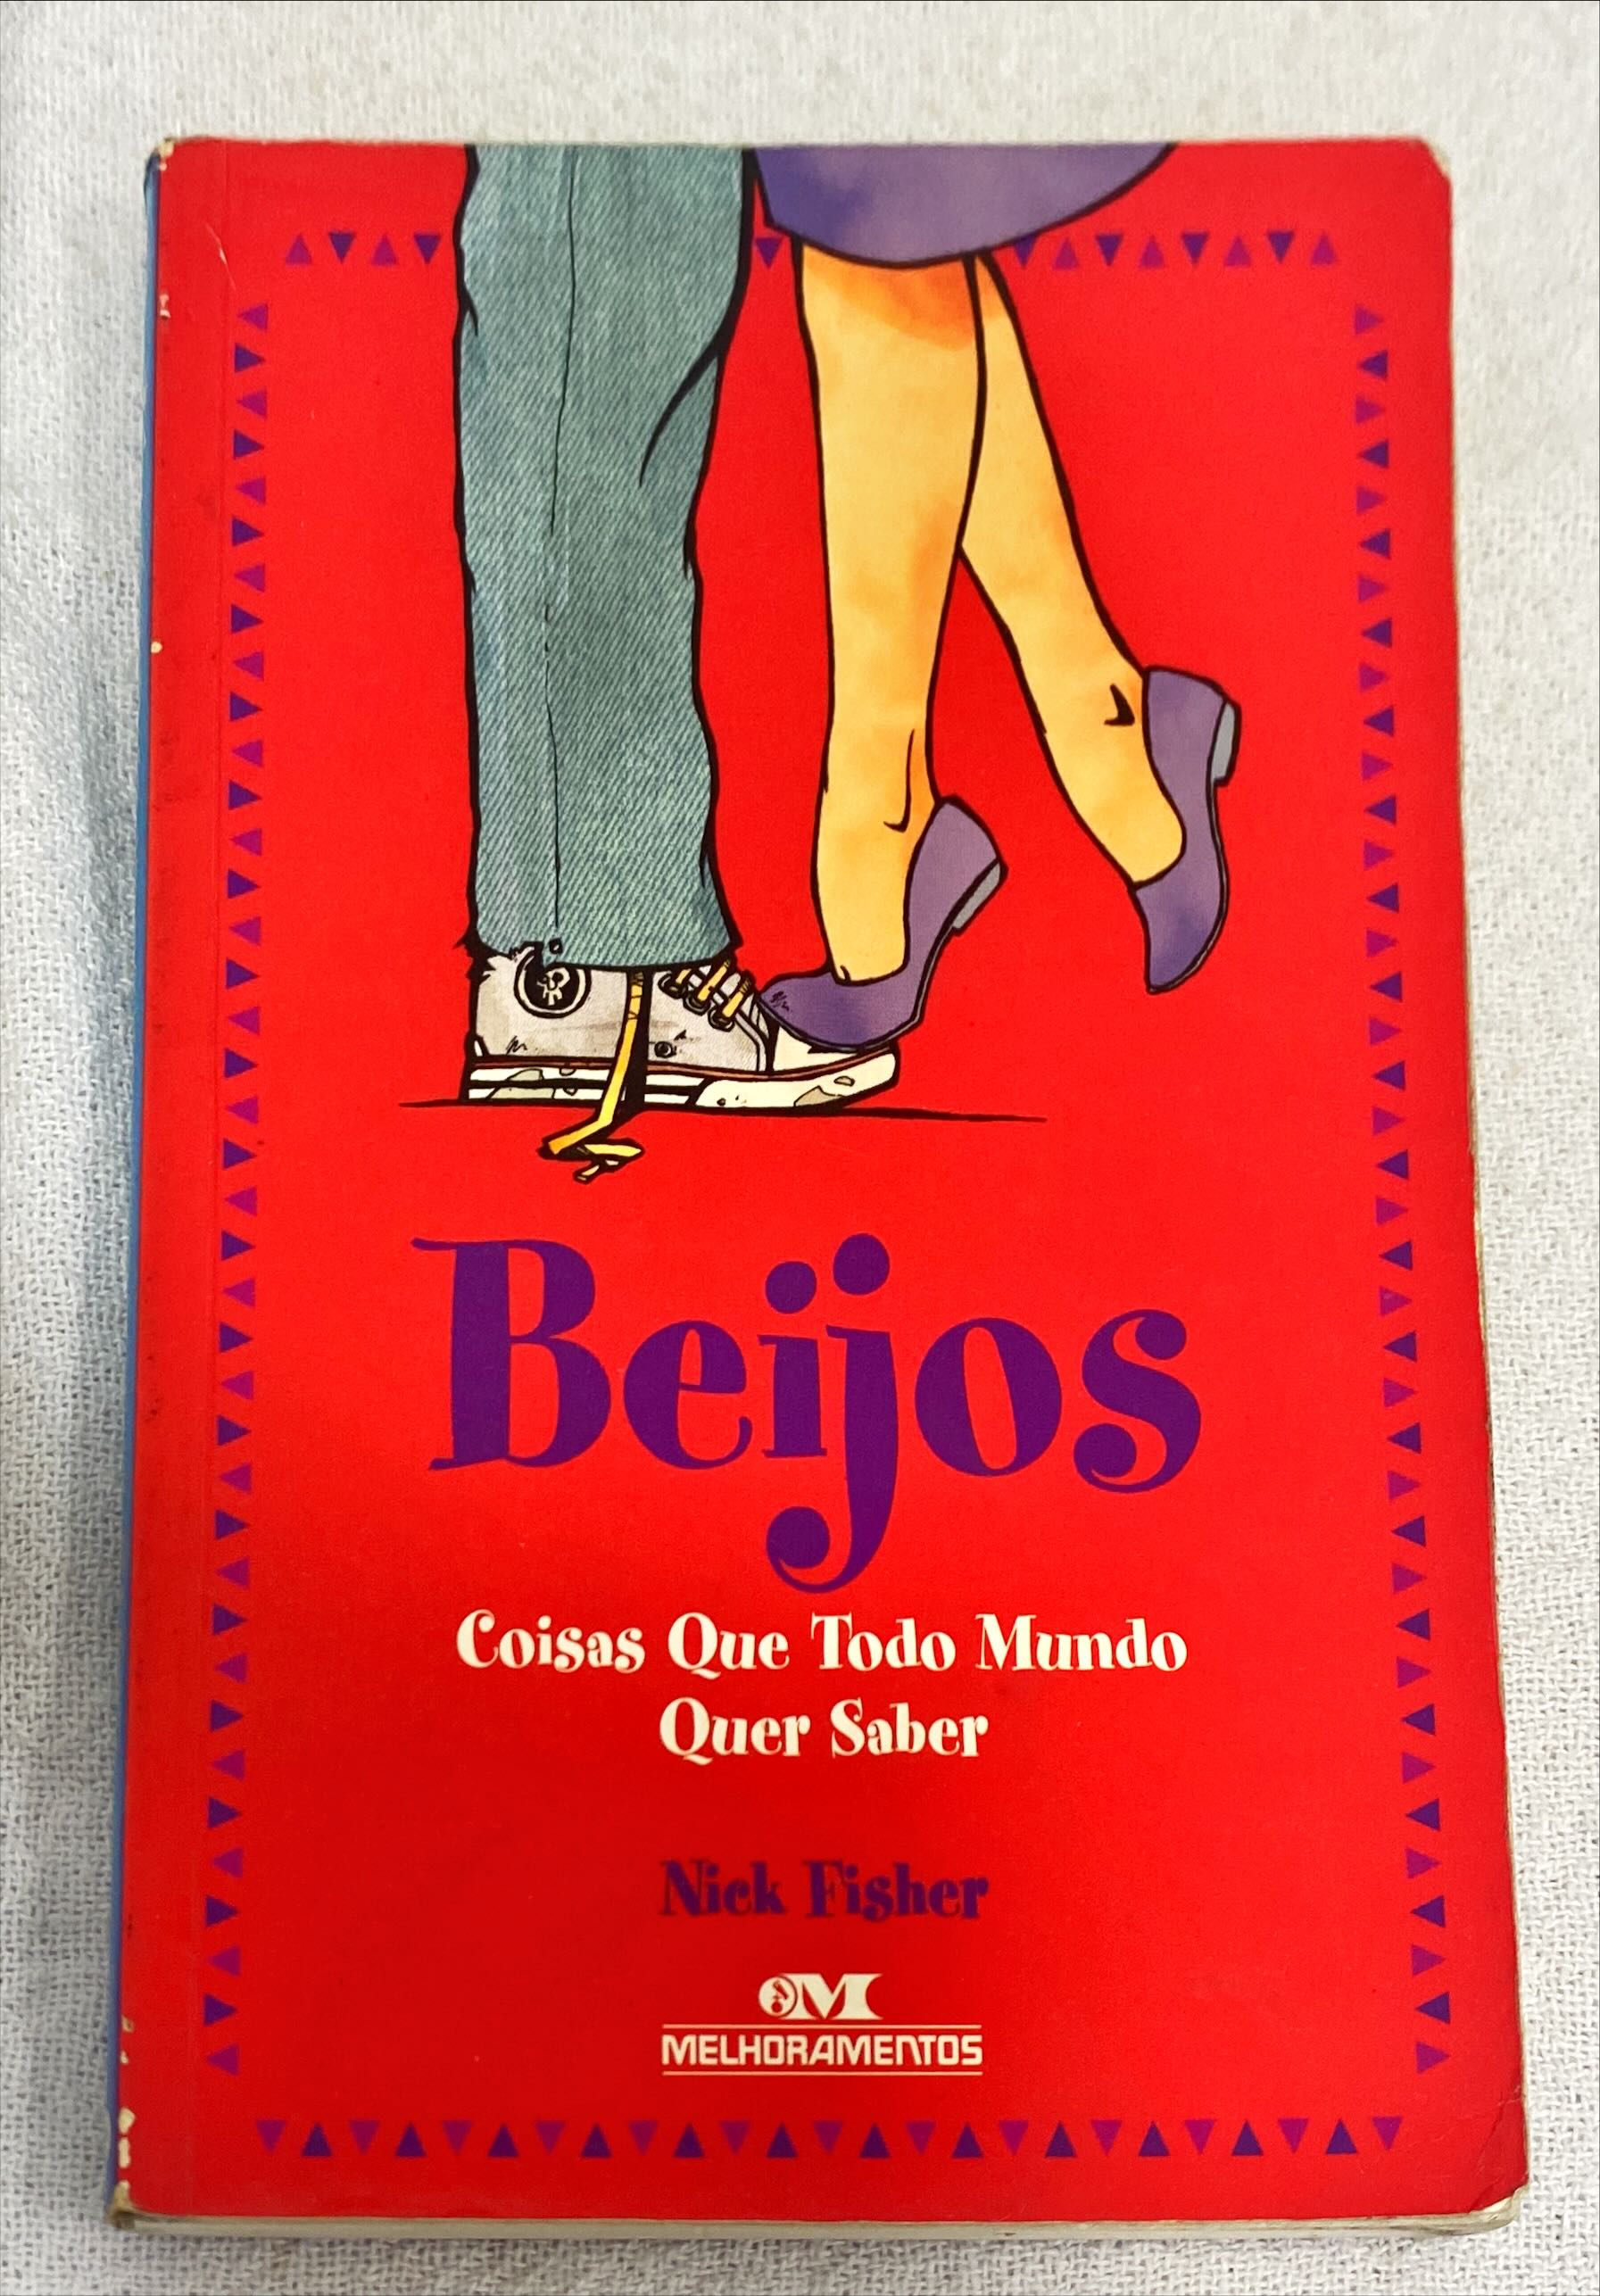 Beijos
Coisas Que Todo Mundo
Quer Saber
Nick Fisher
MELHORAMENTOS